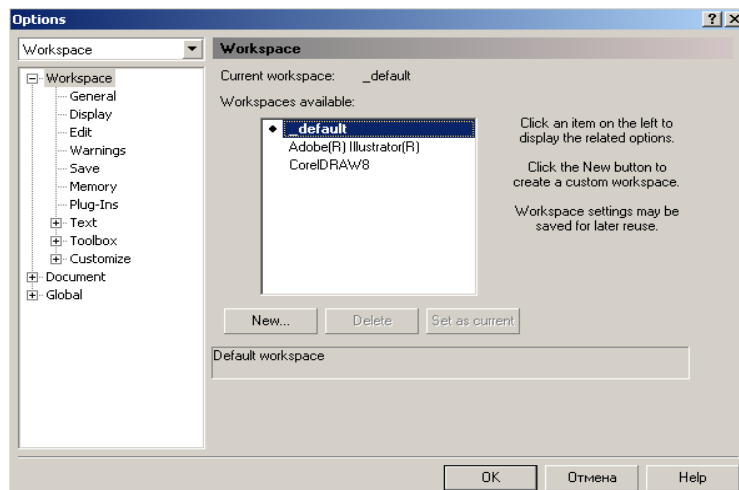 Options
Workspace
Workspace
General
Display
Edit
Warnings
Save
Memory
Plug-Ins
Text
Toolbox
Customize
Document
Global
Workspace
Current workspace: _default
Workspaces available:
_default
Adobe(R) Illustrator(R)
CorelDRAW8
Click an item on the left to
display the related options.
Click the New button to
create a custom workspace.
Workspace settings may be
saved for later reuse.
New...
Delete
Set as current
Default workspace
OK
Отмена
Help